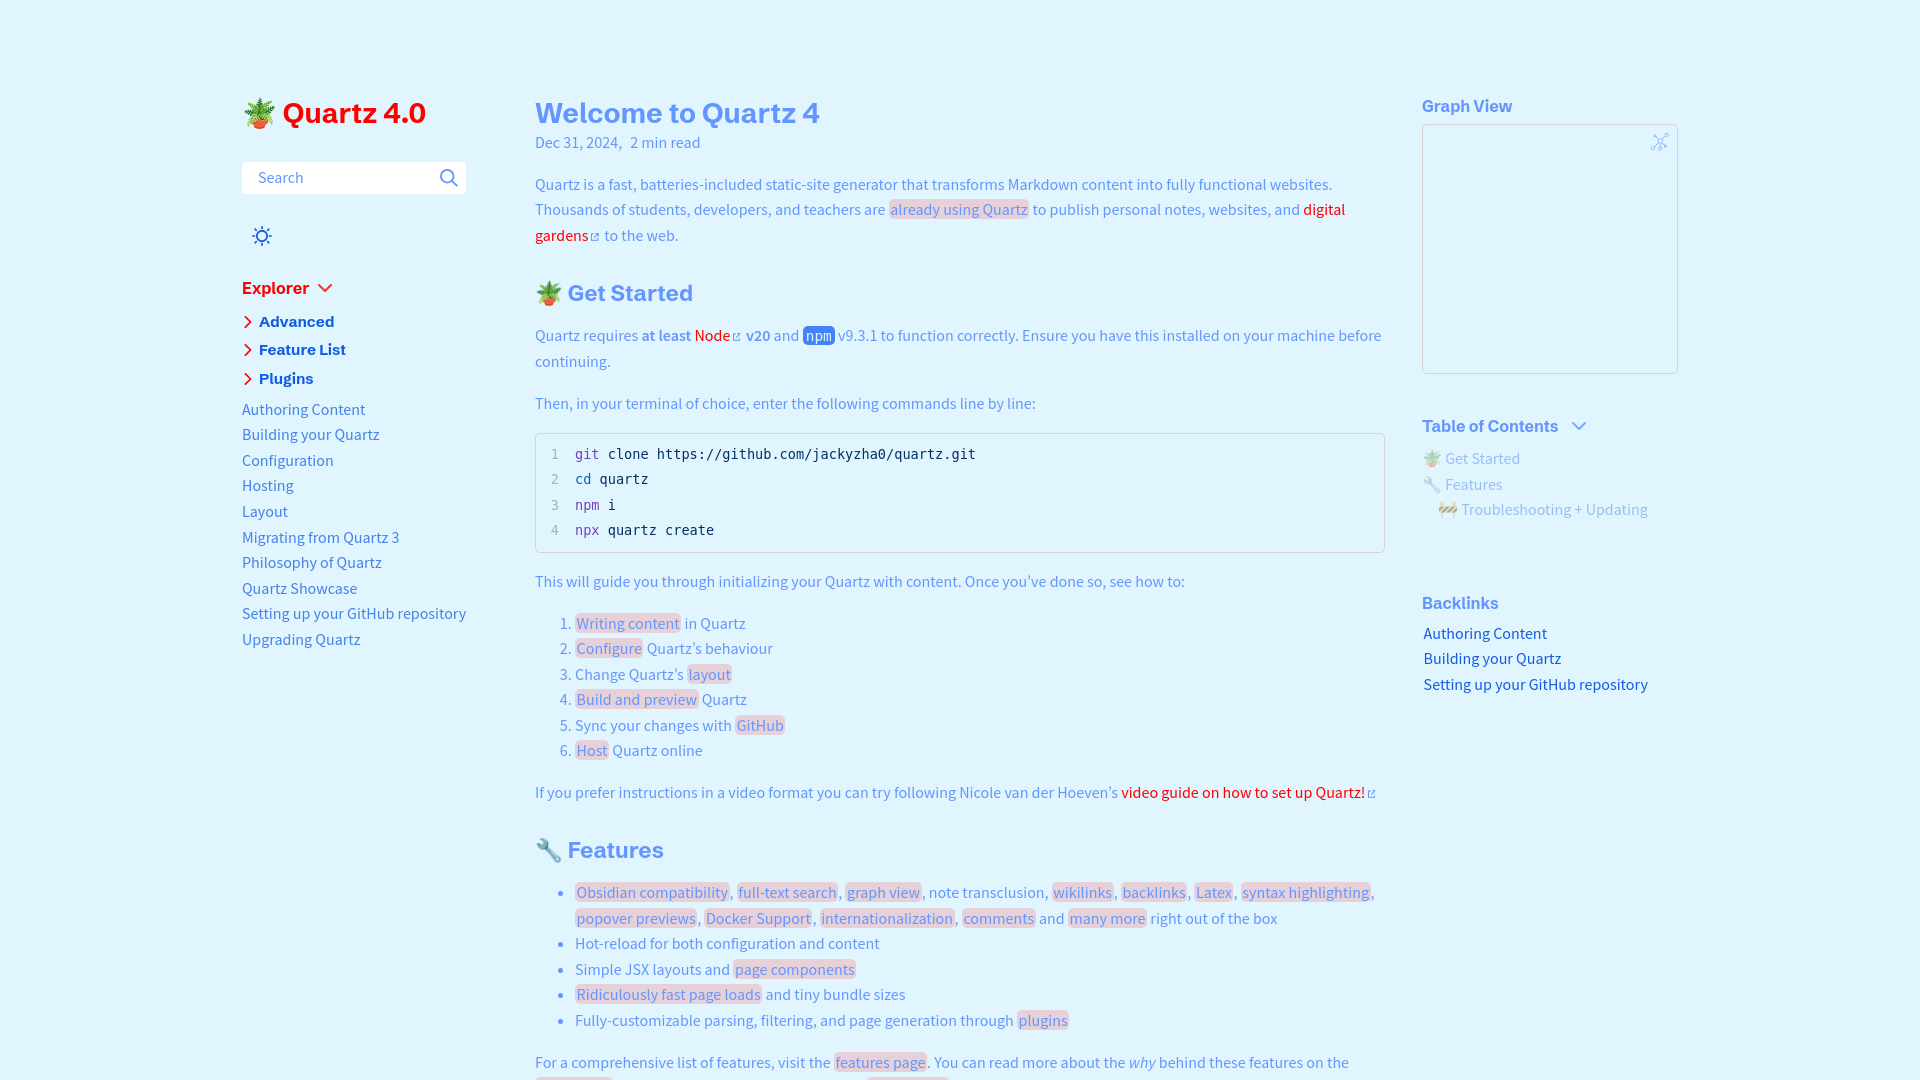 🪴 Quartz 4.0
Search
Explorer
Advanced
Feature List
Plugins
Authoring Content
Building your Quartz
Configuration
Hosting
Layout
Migrating from Quartz 3
Philosophy of Quartz
Quartz Showcase
Setting up your GitHub repository
Upgrading Quartz
Welcome to Quartz 4
Dec 31, 2024, 2 min read
Quartz is a fast, batteries-included static-site generator that transforms Markdown content into fully functional websites.
Thousands of students, developers, and teachers are already using Quartz to publish personal notes, websites, and digital
gardens to the web.
🪴 Get Started
Quartz requires at least Node v20 and npm v9.3.1 to function correctly. Ensure you have this installed on your machine before
continuing.
Then, in your terminal of choice, enter the following commands line by line:
1 git clone https://github.com/jackyzha0/quartz.git
2 cd quartz
3 npm i
4 npx quartz create
This will guide you through initializing your Quartz with content. Once you’ve done so, see how to:
1. Writing content in Quartz
2. Configure Quartz’s behaviour
3. Change Quartz’s layout
4. Build and preview Quartz
5. Sync your changes with GitHub
6. Host Quartz online
If you prefer instructions in a video format you can try following Nicole van der Hoeven’s video guide on how to set up Quartz!
🔧 Features
• Obsidian compatibility, full-text search, graph view, note transclusion, wikilinks, backlinks, Latex, syntax highlighting,
popover previews, Docker Support, internationalization, comments and many more right out of the box
• Hot-reload for both configuration and content
• Simple JSX layouts and page components
• Ridiculously fast page loads and tiny bundle sizes
• Fully-customizable parsing, filtering, and page generation through plugins
For a comprehensive list of features, visit the features page. You can read more about the why behind these features on the
Graph View
Table of Contents
🪴 Get Started
🔧 Features
🚧 Troubleshooting + Updating
Backlinks
Authoring Content
Building your Quartz
Setting up your GitHub repository